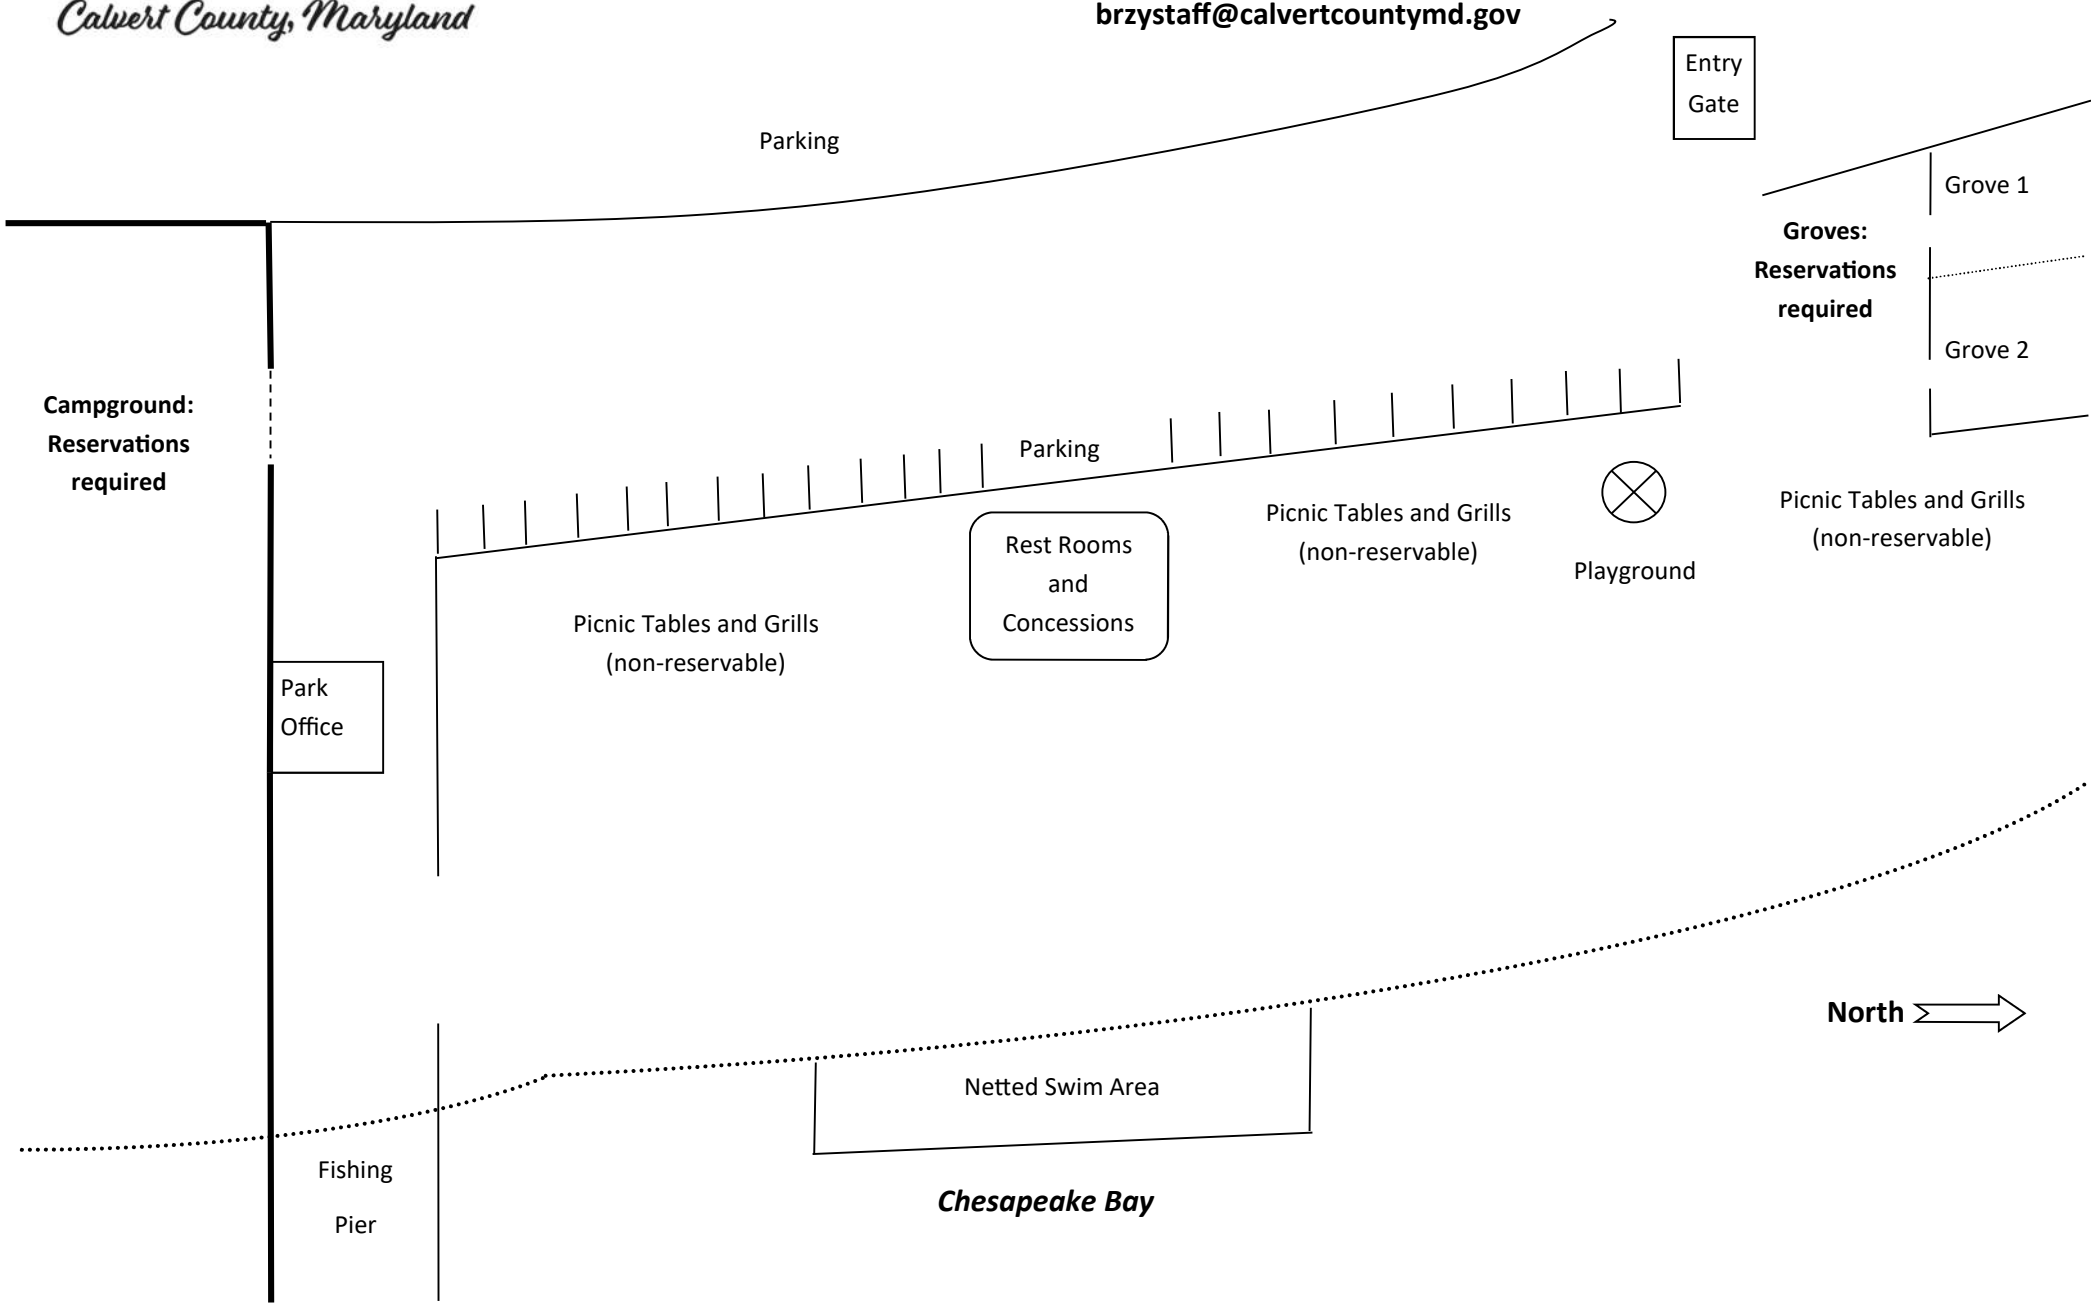 Calvert County, Maryland
brzystaff@calvertcountymd.gov
Entry
Gate
Parking
Grove 1
Groves:
Reservations
required
Grove 2
Campground:
Reservations
required
Parking
Picnic Tables and Grills
(non-reservable)
Rest Rooms
and
Concessions
Picnic Tables and Grills
(non-reservable)
Playground
Picnic Tables and Grills
(non-reservable)
Park
Office
North
Netted Swim Area
Fishing
Pier
Chesapeake Bay